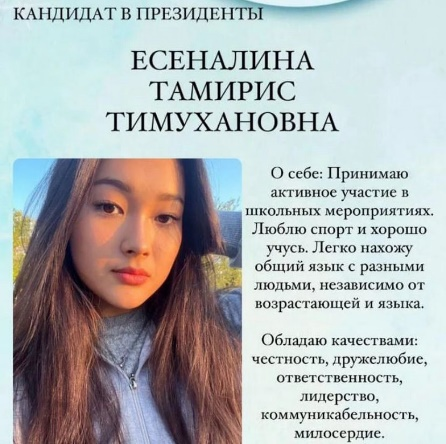 КАНДИДАТ В ПРЕЗИДЕНТЫ
ЕСЕНАЛИНА
ТАМИРИС
ТИМУХАНОВНА
О себе: Принимаю
активное участие в
школьных мероприятиях.
Люблю спорт и хорошо
учусь. Легко нахожу
общий язык с разными
людьми, независимо от
возрастающей и языка.
Обладаю качествами:
честность, дружелюбие,
ответственность,
лидерство,
коммуникабельность,
милосердие.